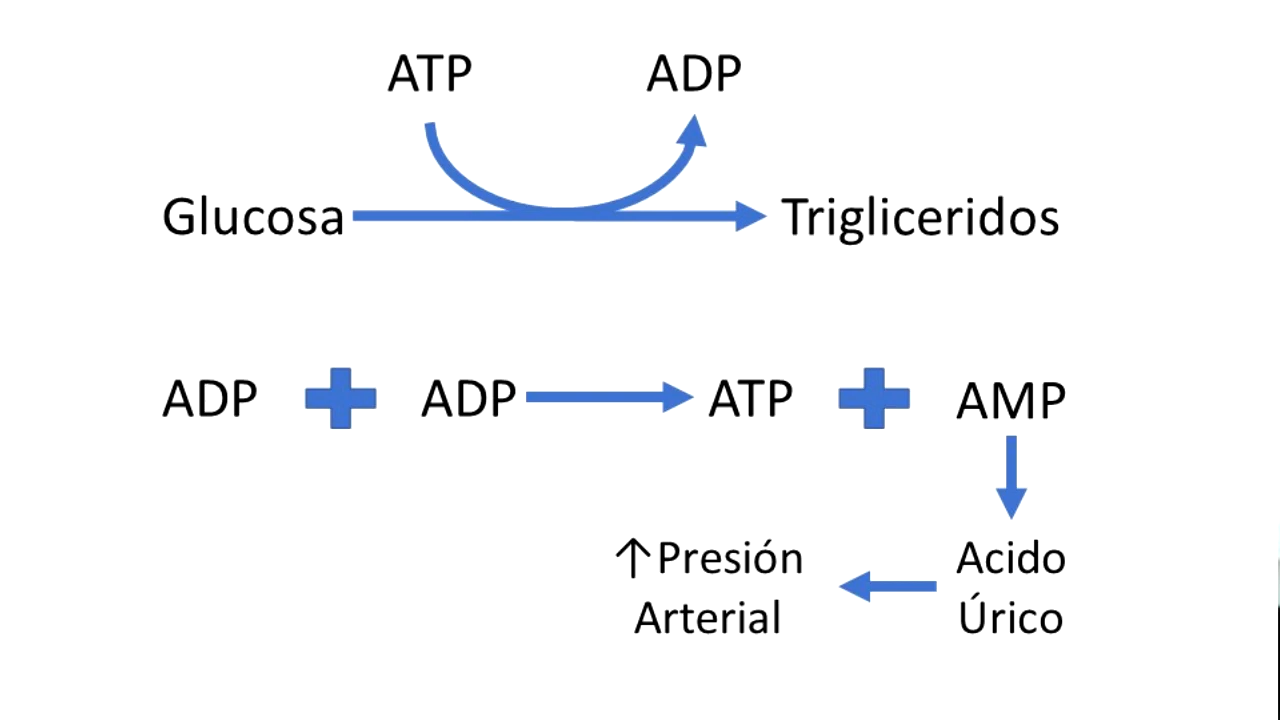 ATP ADP
Glucosa Trigliceridos
ADP ADP ATP AMP
↑Presión Acido
Arterial Úrico